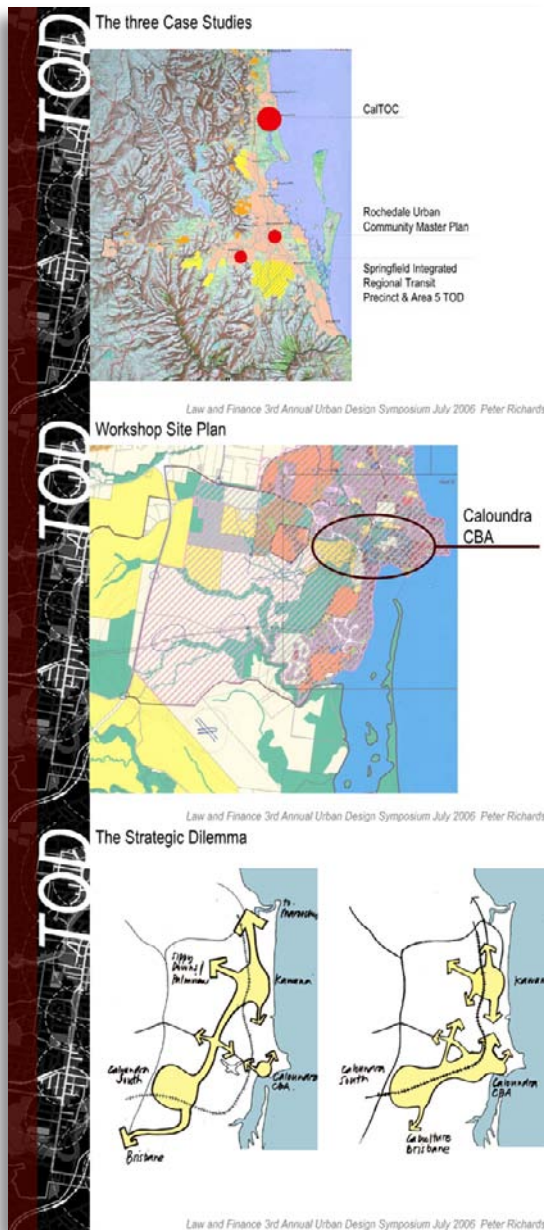 TOD
The three Case Studies
CalTOC
Rochedale Urban
Community Master Plan
Springfield Integrated
Regional Transit
Precinct & Area 5 TOD
Law and Finance 3rd Annual Urban Design Symposium July 2006 Peter Richards
TOD
Workshop Site Plan
Caloundra
CBA
Law and Finance 3rd Annual Urban Design Symposium July 2006 Peter Richards
TOD
The Strategic Dilemma
to
Sippy
Downs/
Kawana
Caloundra
South
Caloundra
CBA
Brisbane
Kawana
Caloundra
South
Caloundra
CBA
Brisbane
Law and Finance 3rd Annual Urban Design Symposium July 2006 Peter Richards